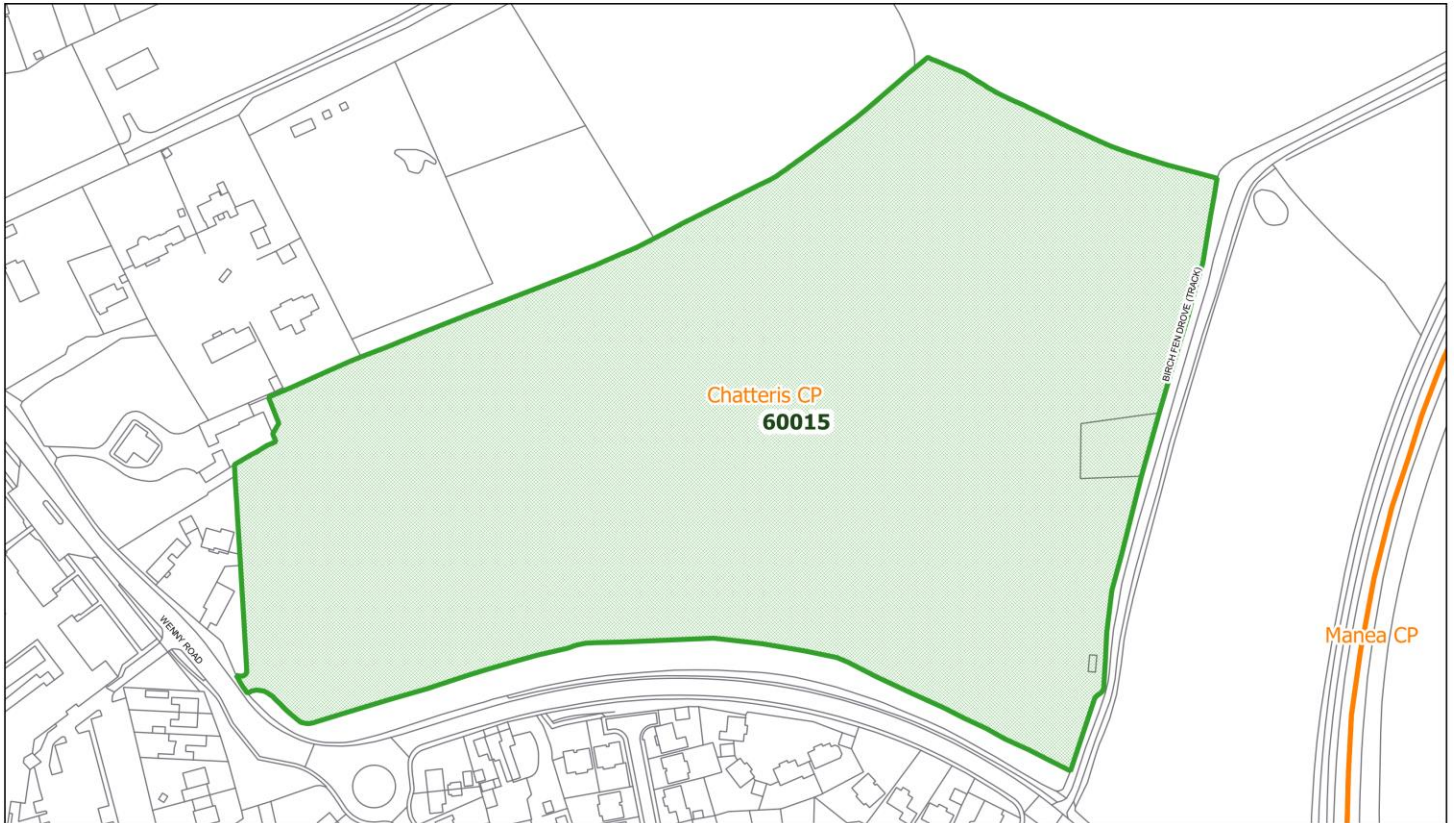 BIRCH FEN DROVE (TRACK)
Chatteris CP
60015
WENNY ROAD
Manea CP